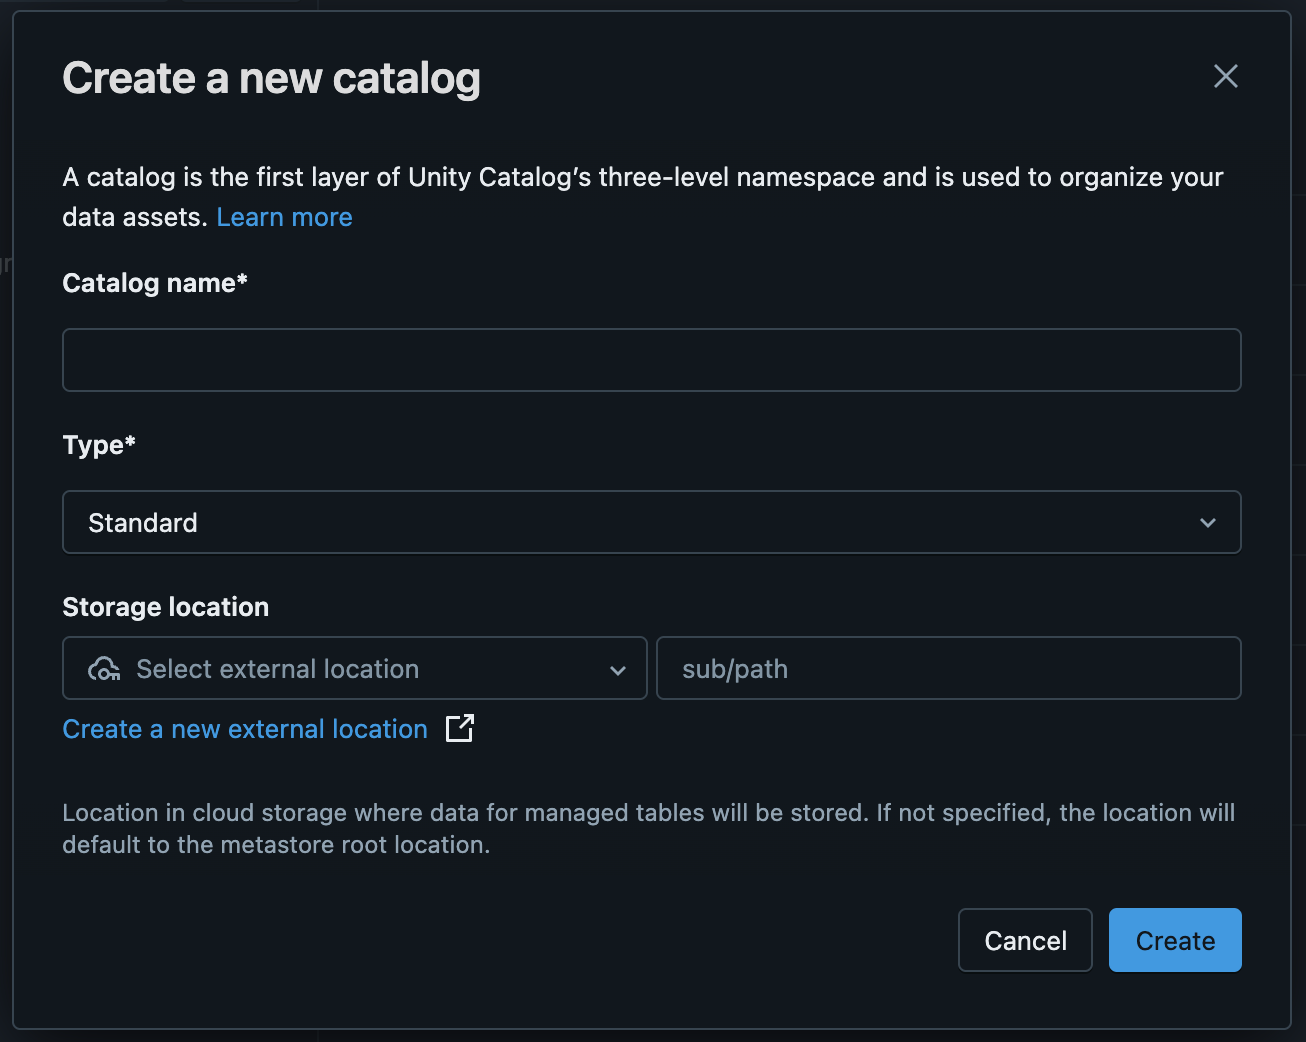 Create a new catalog
A catalog is the first layer of Unity Catalog’s three-level namespace and is used to organize your
data assets. Learn more
Catalog name*
Type*
Standard
Storage location
Select external location
sub/path
Create a new external location
Location in cloud storage where data for managed tables will be stored. If not specified, the location will
default to the metastore root location.
Cancel
Create